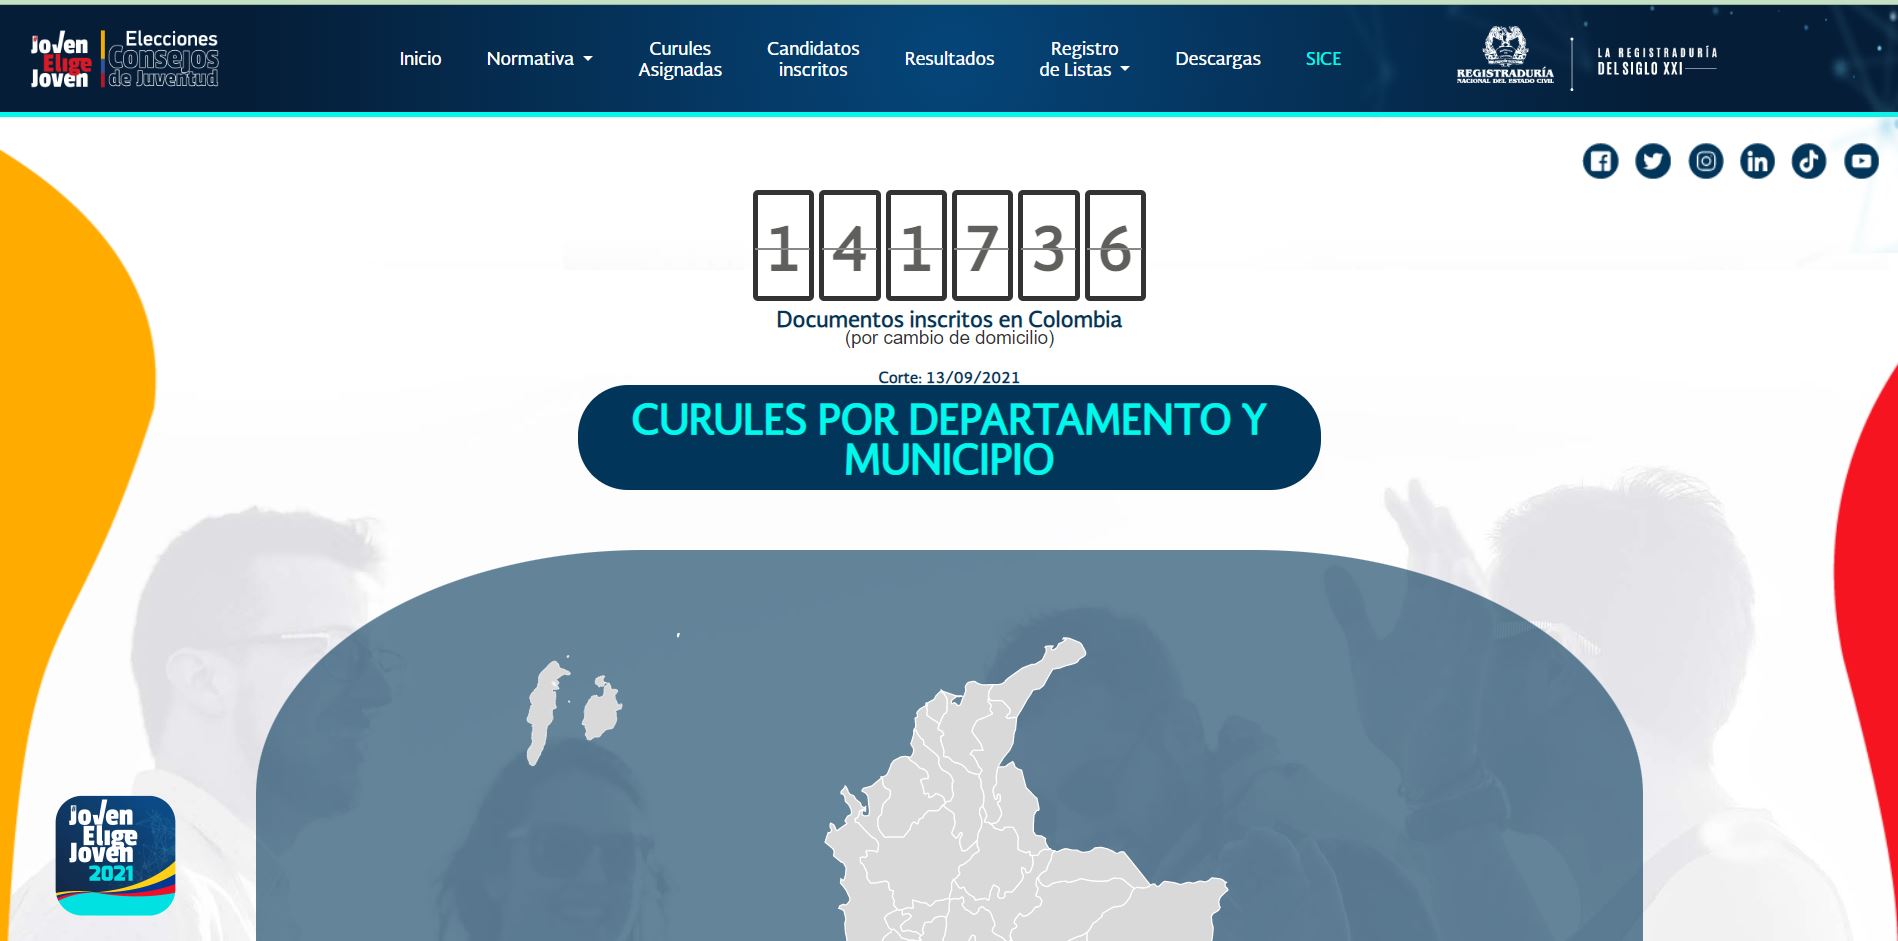 Joven
Elige
Joven
Elecciones
Consejos
de Juventud
Inicio
Normativa
Curules
Asignadas
Candidatos
inscritos
Resultados
Registro
de Listas
Descargas
SICE
REGISTRADURÍA
NACIONAL DEL ESTADO CIVIL
LA REGISTRADURÍA
DEL SIGLO XXI
141736
Documentos inscritos en Colombia
(por cambio de domicilio)
Corte: 13/09/2021
CURULES POR DEPARTAMENTO Y
MUNICIPIO
Joven
Elige
Joven
2021